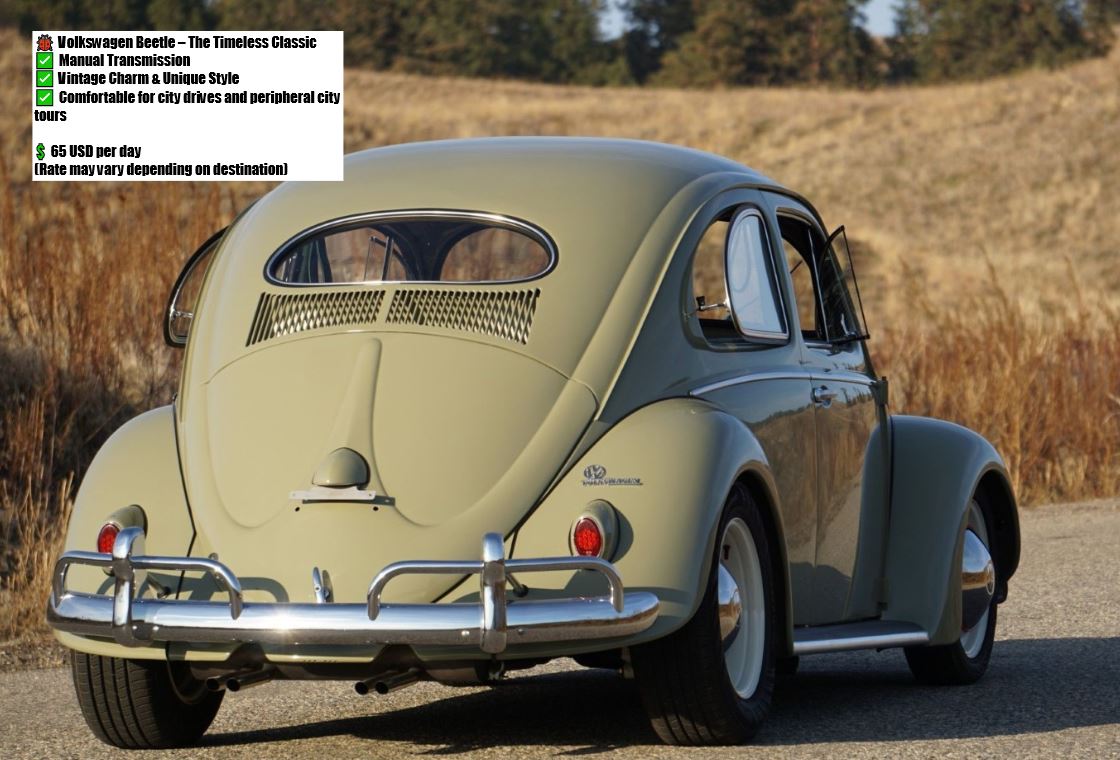 🐞 Volkswagen Beetle – The Timeless Classic
✅ Manual Transmission
✅ Vintage Charm & Unique Style
✅ Comfortable for city drives and peripheral city
tours
💲 65 USD per day
(Rate may vary depending on destination)